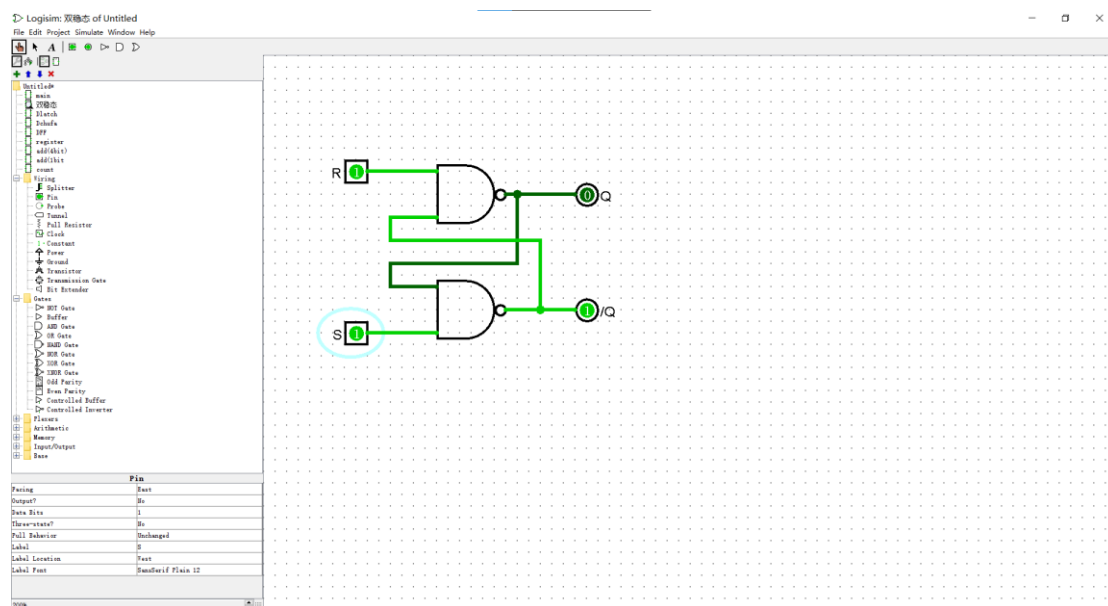 Logisim: 双稳态 of Untitled
File Edit Project Simulate Window Help
A
Untitled*
main
双稳态
Dlatch
Dchufa
DFF
register
add(4bit)
add(1bit
count
Wiring
Splitter
Pin
Probe
Tunnel
Pull Resistor
Clock
Constant
Power
Ground
Transistor
Transmission Gate
Bit Extender
Gates
NOT Gate
Buffer
AND Gate
OR Gate
NAND Gate
NOR Gate
XOR Gate
XNOR Gate
Odd Parity
Even Parity
Controlled Buffer
Controlled Inverter
Plexers
Arithmetic
Memory
Input/Output
Base
Pin
Facing East
Output? No
Data Bits 1
Three-state? No
Pull Behavior Unchanged
Label S
Label Location West
Label Font SansSerif Plain 12
200%
R 1
0 Q
1 /Q
S 1